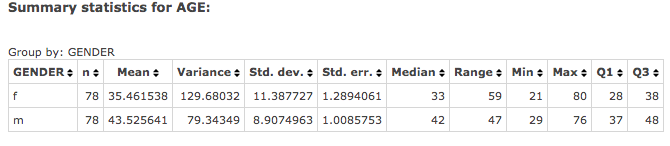 Summary statistics for AGE:
Group by: GENDER
GENDER n Mean Variance Std. dev. Std. err. Median Range Min Max Q1 Q3
f 78 35.461538 129.68032 11.387727 1.2894061 33 59 21 80 28 38
m 78 43.525641 79.34349 8.9074963 1.0085753 42 47 29 76 37 48